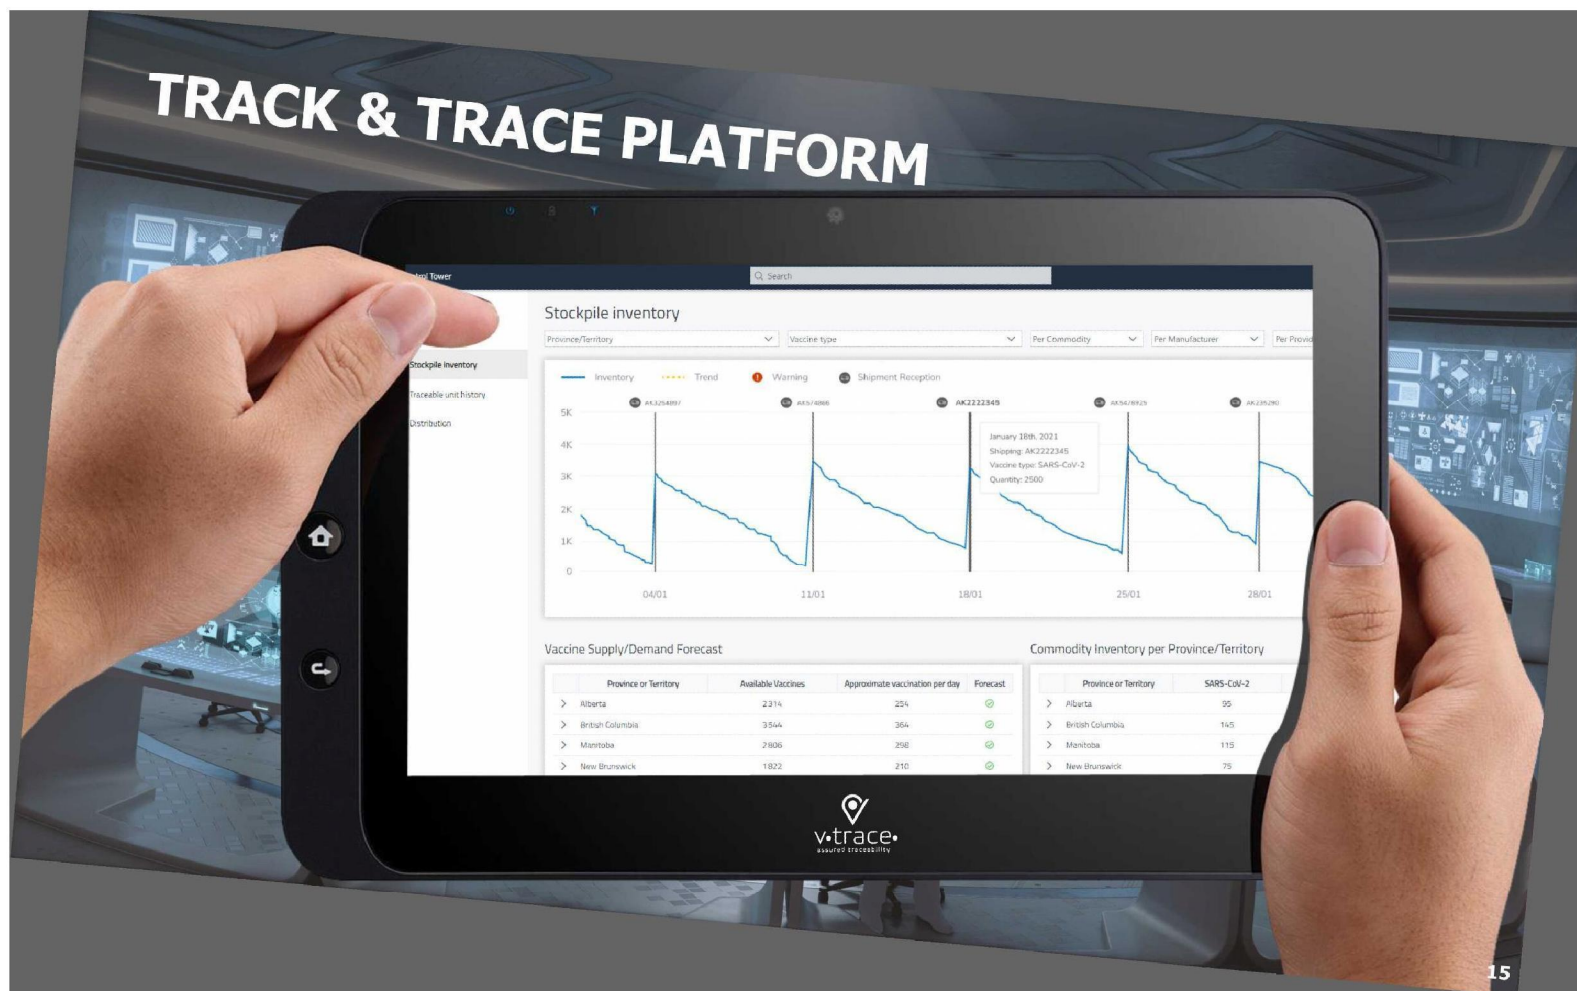 TRACK & TRACE PLATFORM
Tower
Search
Stockpile inventory
Province/Territory
Vaccine type
Per Commodity
Per Manufacturer
Per Provid
Stockpile inventory
Traceable unit history
Distribution
Inventory
Trend
Warning
Shipment Reception
AK2222345
5K
4K
3K
2K
1K
0
January 18th, 2021
Shipping: AK2222345
Vaccine type: SARS-CoV-2
Quantity: 2500
04/01
11/01
18/01
25/01
28/01
Vaccine Supply/Demand Forecast
Province or Territory Available Vaccines Approximate vaccination per day Forecast
Alberta 2314 254
British Columbia 3544 364
Manitoba 2806 298
New Brunswick 1822 210
Commodity Inventory per Province/Territory
Province or Territory SARS-CoV-2
Alberta 95
British Columbia 145
Manitoba 115
New Brunswick 75
v•trace•
assured traceability
15